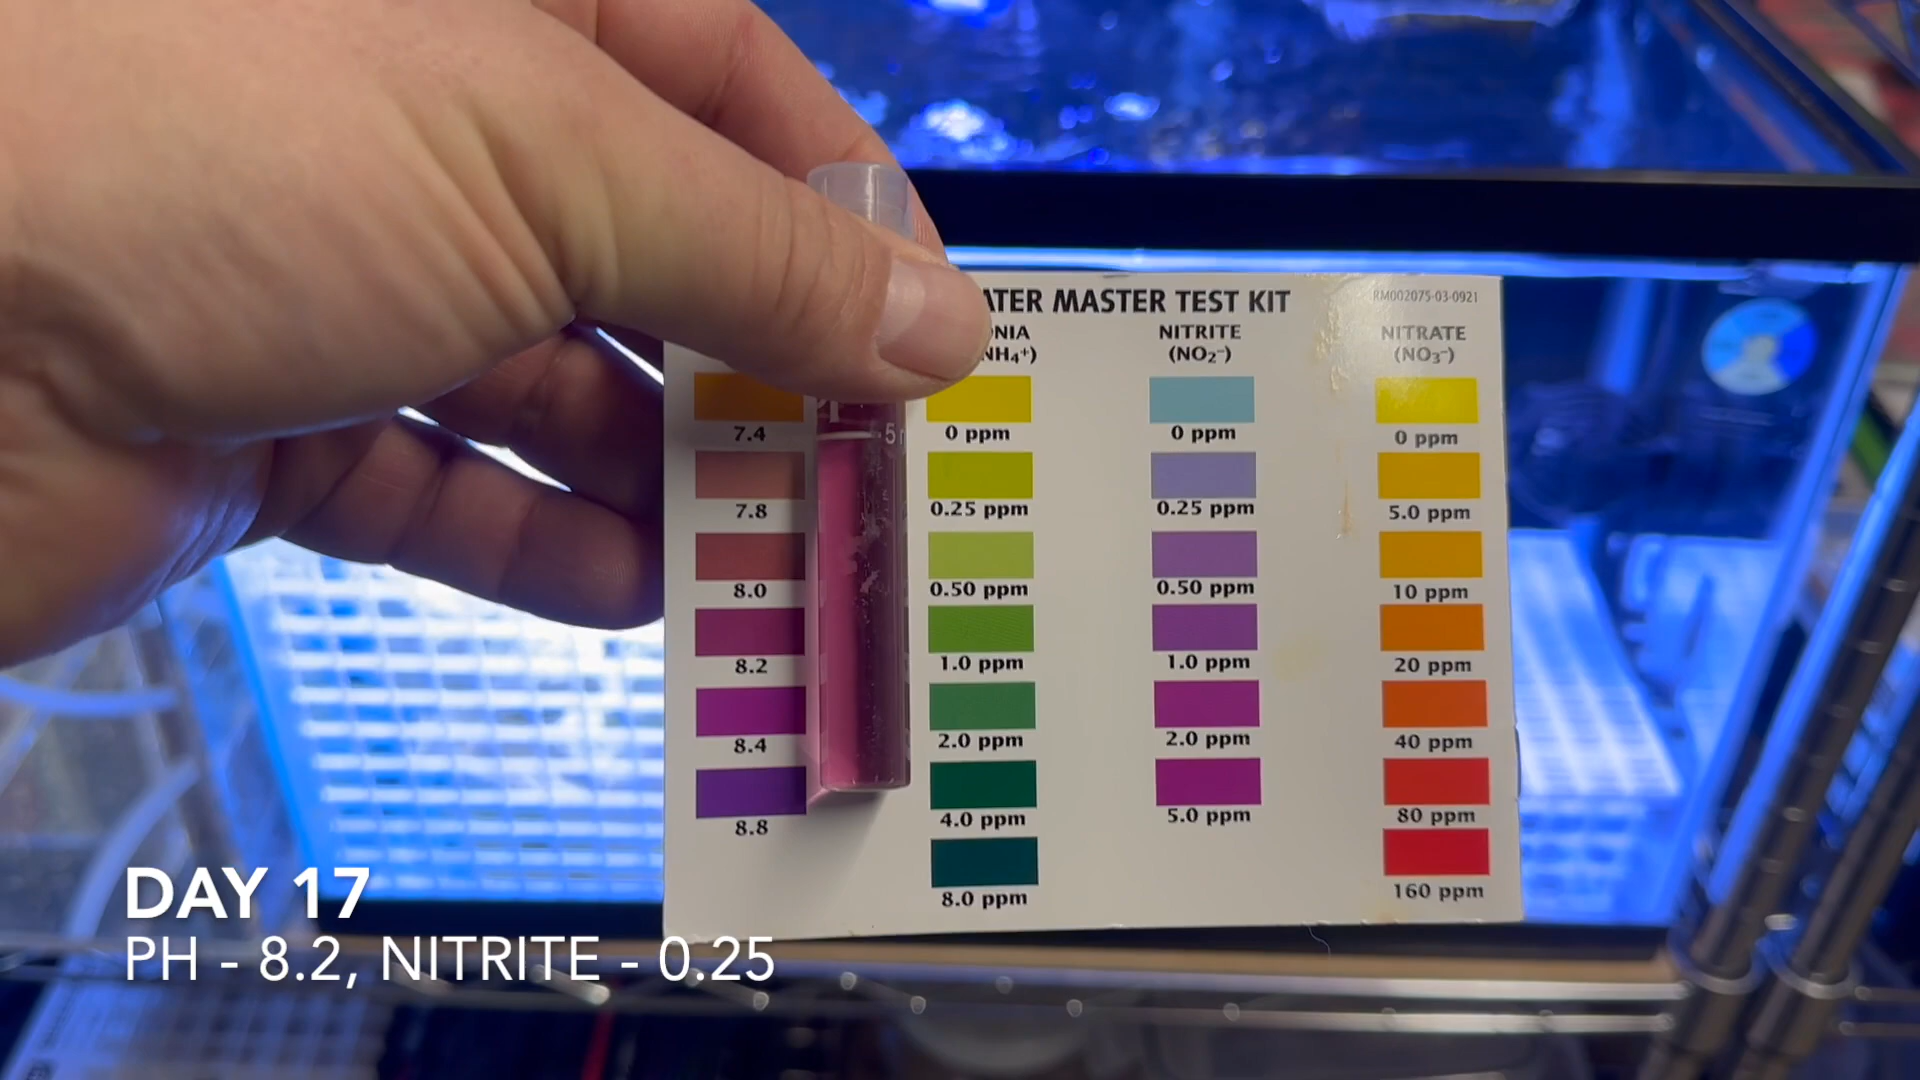 ATER MASTER TEST KIT
RM002075-03-0921
NIA
NH₄⁺)
NITRITE
(NO₂⁻)
NITRATE
(NO₃⁻)
7.4
7.8
8.0
8.2
8.4
8.8
5
0 ppm
0.25 ppm
0.50 ppm
1.0 ppm
2.0 ppm
4.0 ppm
8.0 ppm
0 ppm
0.25 ppm
0.50 ppm
1.0 ppm
2.0 ppm
5.0 ppm
0 ppm
5.0 ppm
10 ppm
20 ppm
40 ppm
80 ppm
160 ppm
DAY 17
PH - 8.2, NITRITE - 0.25